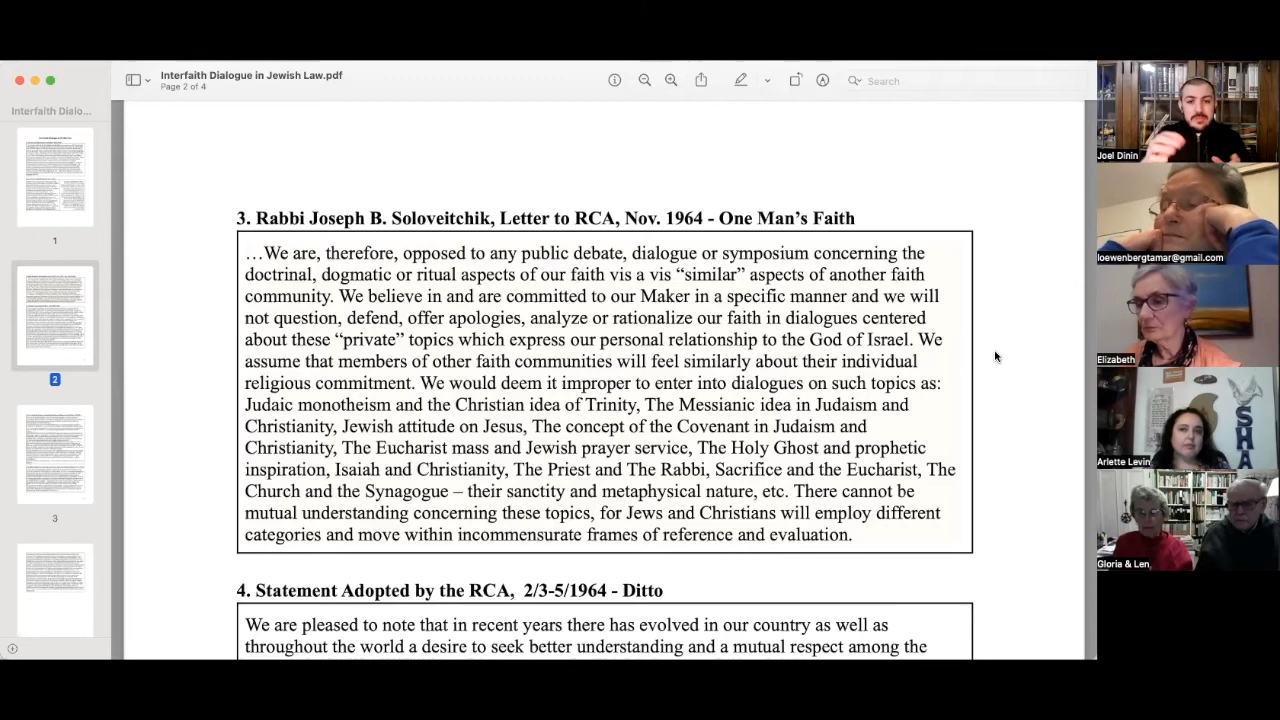 Interfaith Dialogue in Jewish Law.pdf
Page 2 of 4
Search
Interfaith Dialo...
1
2
3
3. Rabbi Joseph B. Soloveitchik, Letter to RCA, Nov. 1964 - One Man's Faith
…We are, therefore, opposed to any public debate, dialogue or symposium concerning the
doctrinal, dogmatic or ritual aspects of our faith vis a vis “similar” aspects of another faith
community. We believe in and are committed to our Maker in a specific manner and we will
not question, defend, offer apologies, analyze or rationalize our faith in dialogues centered
about these “private” topics which express our personal relationship to the God of Israel. We
assume that members of other faith communities will feel similarly about their individual
religious commitment. We would deem it improper to enter into dialogues on such topics as:
Judaic monotheism and the Christian idea of Trinity, The Messianic idea in Judaism and
Christianity, Jewish attitude on Jesus, The concept of the Covenant in Judaism and
Christianity, The Eucharist mass and Jewish prayer service, The Holy Ghost and prophetic
inspiration, Isaiah and Christianity, The Priest and The Rabbi, Sacrifice and the Eucharist, The
Church and the Synagogue – their sanctity and metaphysical nature, etc. There cannot be
mutual understanding concerning these topics, for Jews and Christians will employ different
categories and move within incommensurate frames of reference and evaluation.
4. Statement Adopted by the RCA,  2/3-5/1964 - Ditto
We are pleased to note that in recent years there has evolved in our country as well as
throughout the world a desire to seek better understanding and a mutual respect among the
Joel Dinin
loewenbergtamar@gmail.com
Elizabeth
SHA
Arlette Levin
Gloria & Len